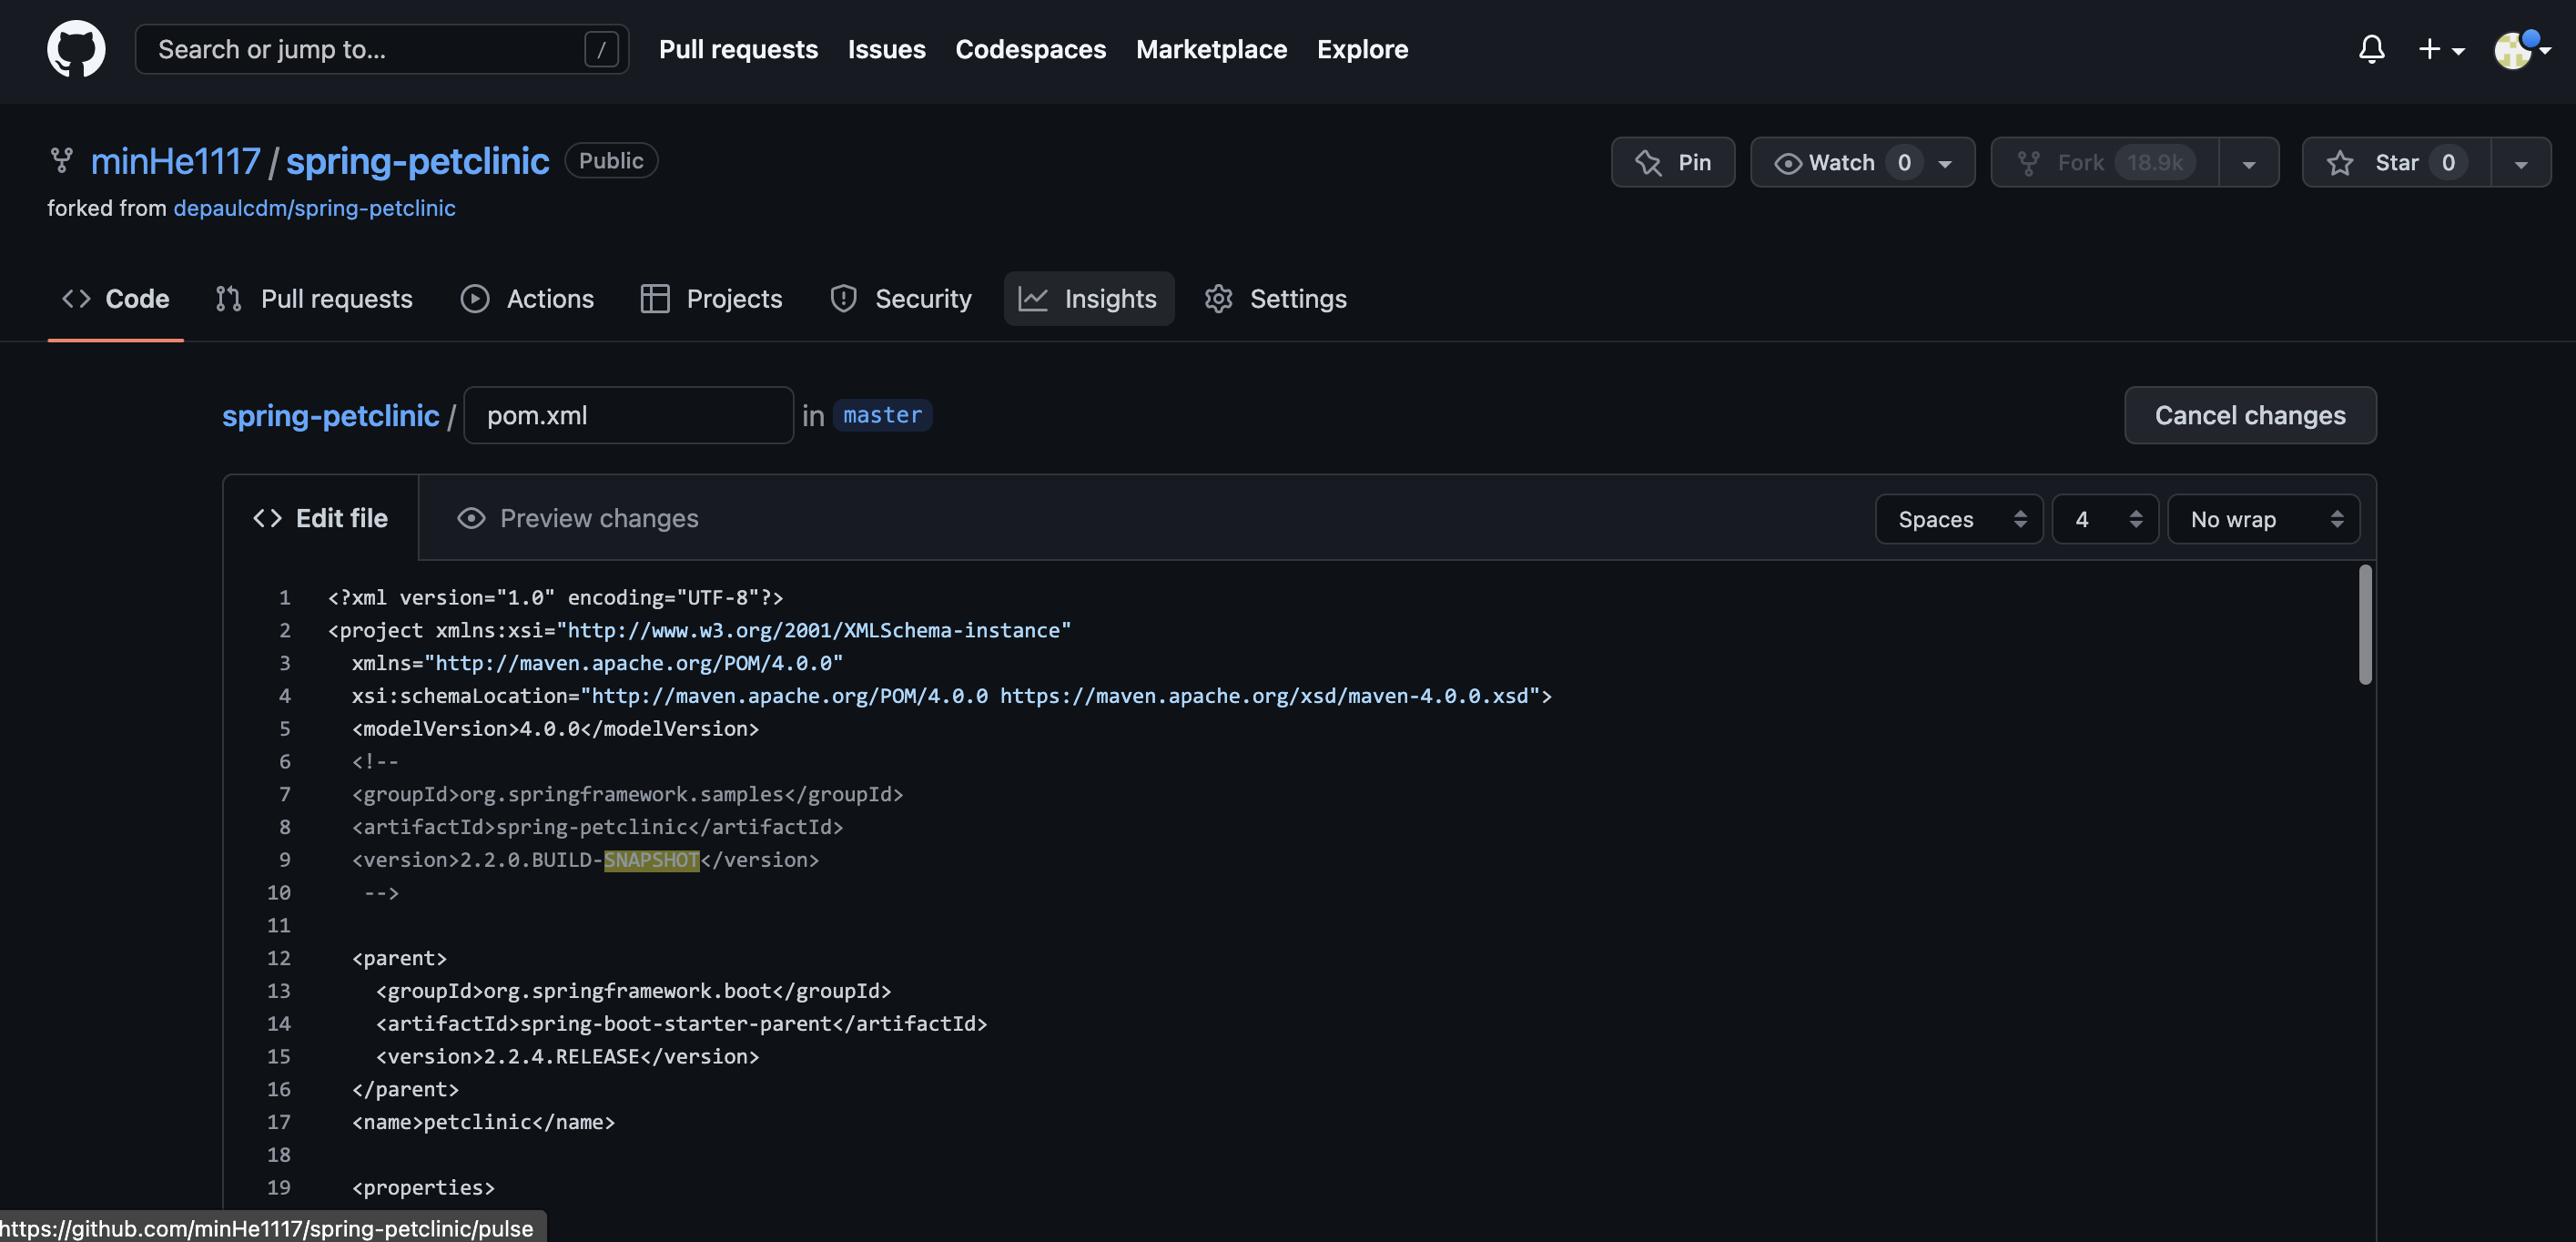 Search or jump to... /
Pull requests Issues Codespaces Marketplace Explore
minHe1117 / spring-petclinic Public
Pin Watch 0 Fork 18.9k Star 0
forked from depaulcdm/spring-petclinic
Code Pull requests Actions Projects Security Insights Settings
spring-petclinic / pom.xml in master
Cancel changes
Edit file Preview changes
Spaces 4 No wrap
1 <?xml version="1.0" encoding="UTF-8"?>
2 <project xmlns:xsi="http://www.w3.org/2001/XMLSchema-instance"
3 xmlns="http://maven.apache.org/POM/4.0.0"
4 xsi:schemaLocation="http://maven.apache.org/POM/4.0.0 https://maven.apache.org/xsd/maven-4.0.0.xsd">
5 <modelVersion>4.0.0</modelVersion>
6 <!--
7 <groupId>org.springframework.samples</groupId>
8 <artifactId>spring-petclinic</artifactId>
9 <version>2.2.0.BUILD-SNAPSHOT</version>
10 -->
11
12 <parent>
13 <groupId>org.springframework.boot</groupId>
14 <artifactId>spring-boot-starter-parent</artifactId>
15 <version>2.2.4.RELEASE</version>
16 </parent>
17 <name>petclinic</name>
18
19 <properties>
https://github.com/minHe1117/spring-petclinic/pulse